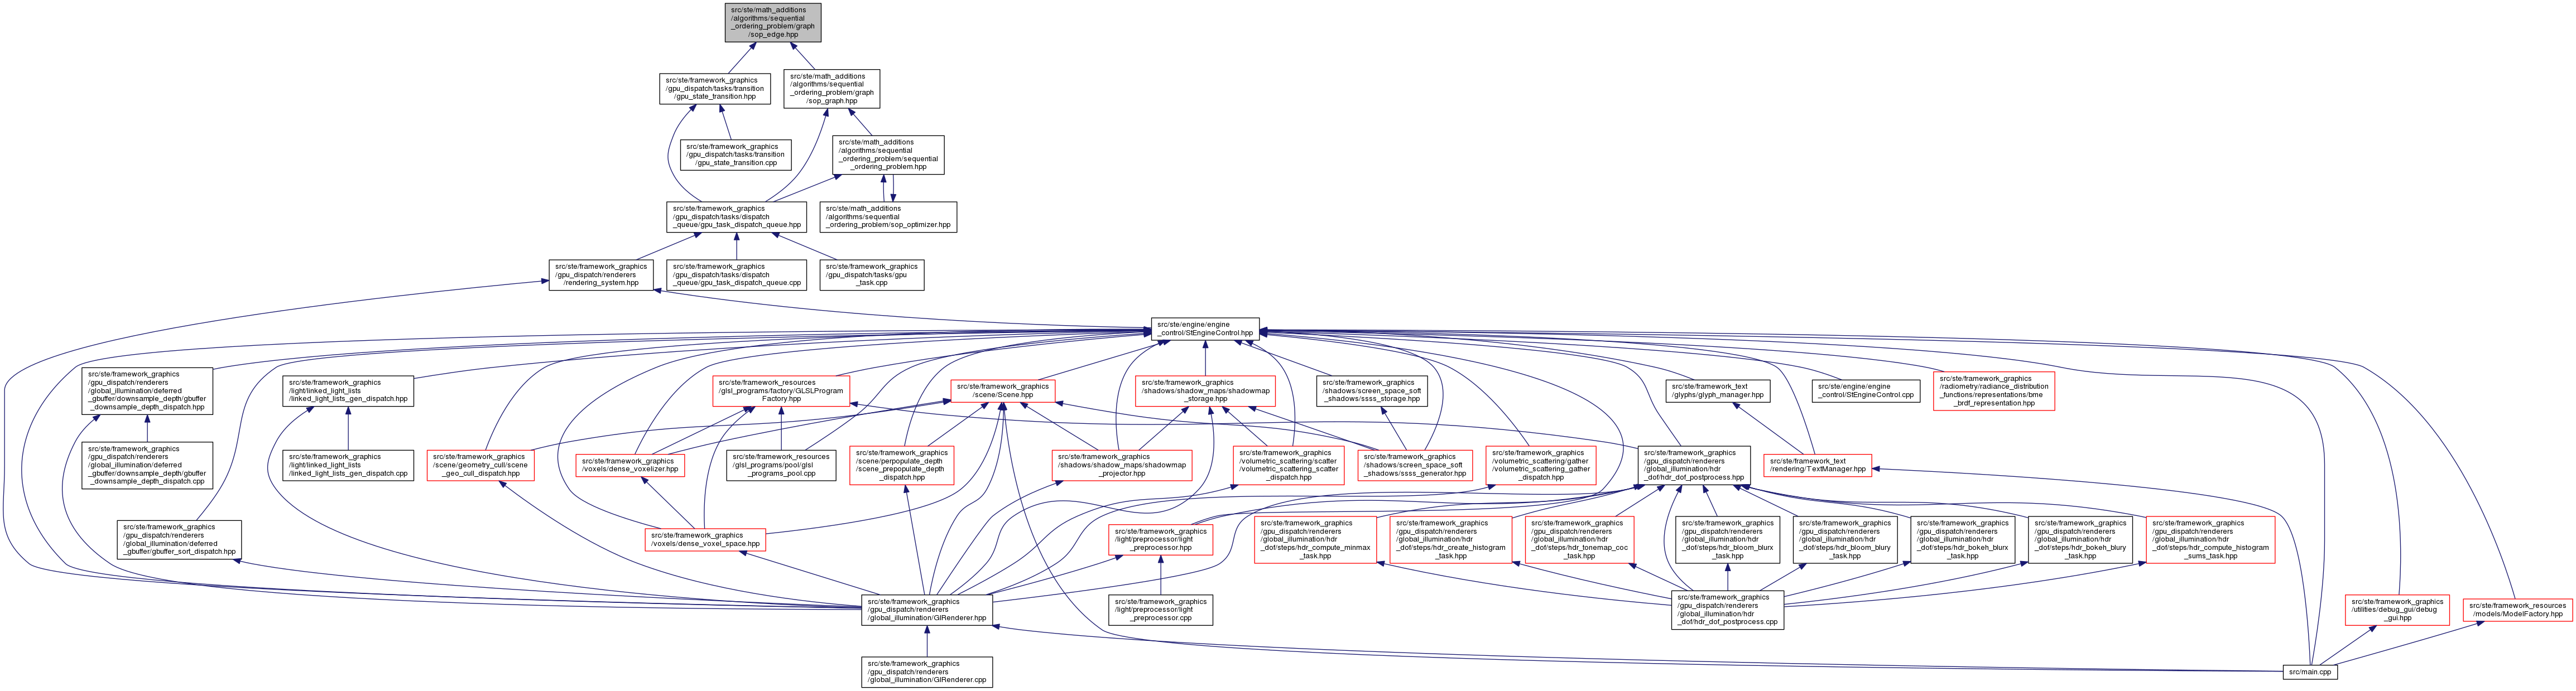 src/ste/math_additions
/algorithms/sequential
_ordering_problem/graph
/sop_edge.hpp
src/ste/framework_graphics
/gpu_dispatch/tasks/transition
/gpu_state_transition.hpp
src/ste/math_additions
/algorithms/sequential
_ordering_problem/graph
/sop_graph.hpp
src/ste/framework_graphics
/gpu_dispatch/tasks/transition
/gpu_state_transition.cpp
src/ste/math_additions
/algorithms/sequential
_ordering_problem/sequential
_ordering_problem.hpp
src/ste/framework_graphics
/gpu_dispatch/tasks/dispatch
_queue/gpu_task_dispatch_queue.hpp
src/ste/math_additions
/algorithms/sequential
_ordering_problem/sop_optimizer.hpp
src/ste/framework_graphics
/gpu_dispatch/renderers
/rendering_system.hpp
src/ste/framework_graphics
/gpu_dispatch/tasks/dispatch
_queue/gpu_task_dispatch_queue.cpp
src/ste/framework_graphics
/gpu_dispatch/tasks/gpu
_task.cpp
src/ste/engine/engine
_control/StEngineControl.hpp
src/ste/framework_graphics
/gpu_dispatch/renderers
/global_illumination/deferred
_gbuffer/downsample_depth/gbuffer
_downsample_depth_dispatch.hpp
src/ste/framework_graphics
/light/linked_light_lists
/linked_light_lists_gen_dispatch.hpp
src/ste/framework_resources
/glsl_programs/factory/GLSLProgram
Factory.hpp
src/ste/framework_graphics
/scene/Scene.hpp
src/ste/framework_graphics
/shadows/shadow_maps/shadowmap
_storage.hpp
src/ste/framework_graphics
/shadows/screen_space_soft
_shadows/ssss_storage.hpp
src/ste/framework_text
/glyphs/glyph_manager.hpp
src/ste/engine/engine
_control/StEngineControl.cpp
src/ste/framework_graphics
/radiometry/radiance_distribution
_functions/representations/bme
_brdf_representation.hpp
src/ste/framework_graphics
/gpu_dispatch/renderers
/global_illumination/deferred
_gbuffer/downsample_depth/gbuffer
_downsample_depth_dispatch.cpp
src/ste/framework_graphics
/light/linked_light_lists
/linked_light_lists_gen_dispatch.cpp
src/ste/framework_graphics
/scene/geometry_cull/scene
_geo_cull_dispatch.hpp
src/ste/framework_graphics
/voxels/dense_voxelizer.hpp
src/ste/framework_resources
/glsl_programs/pool/glsl
_programs_pool.cpp
src/ste/framework_graphics
/scene/perpopulate_depth
/scene_prepopulate_depth
_dispatch.hpp
src/ste/framework_graphics
/shadows/shadow_maps/shadowmap
_projector.hpp
src/ste/framework_graphics
/volumetric_scattering/scatter
/volumetric_scattering_scatter
_dispatch.hpp
src/ste/framework_graphics
/shadows/screen_space_soft
_shadows/ssss_generator.hpp
src/ste/framework_graphics
/volumetric_scattering/gather
/volumetric_scattering_gather
_dispatch.hpp
src/ste/framework_graphics
/gpu_dispatch/renderers
/global_illumination/hdr
_dof/hdr_dof_postprocess.hpp
src/ste/framework_text
/rendering/TextManager.hpp
src/ste/framework_graphics
/gpu_dispatch/renderers
/global_illumination/deferred
_gbuffer/gbuffer_sort_dispatch.hpp
src/ste/framework_graphics
/voxels/dense_voxel_space.hpp
src/ste/framework_graphics
/light/preprocessor/light
_preprocessor.hpp
src/ste/framework_graphics
/gpu_dispatch/renderers
/global_illumination/hdr
_dof/steps/hdr_compute_minmax
_task.hpp
src/ste/framework_graphics
/gpu_dispatch/renderers
/global_illumination/hdr
_dof/steps/hdr_create_histogram
_task.hpp
src/ste/framework_graphics
/gpu_dispatch/renderers
/global_illumination/hdr
_dof/steps/hdr_tonemap_coc
_task.hpp
src/ste/framework_graphics
/gpu_dispatch/renderers
/global_illumination/hdr
_dof/steps/hdr_bloom_blurx
_task.hpp
src/ste/framework_graphics
/gpu_dispatch/renderers
/global_illumination/hdr
_dof/steps/hdr_bloom_blury
_task.hpp
src/ste/framework_graphics
/gpu_dispatch/renderers
/global_illumination/hdr
_dof/steps/hdr_bokeh_blurx
_task.hpp
src/ste/framework_graphics
/gpu_dispatch/renderers
/global_illumination/hdr
_dof/steps/hdr_bokeh_blury
_task.hpp
src/ste/framework_graphics
/gpu_dispatch/renderers
/global_illumination/hdr
_dof/steps/hdr_compute_histogram
_sums_task.hpp
src/ste/framework_graphics
/gpu_dispatch/renderers
/global_illumination/GIRenderer.hpp
src/ste/framework_graphics
/light/preprocessor/light
_preprocessor.cpp
src/ste/framework_graphics
/gpu_dispatch/renderers
/global_illumination/hdr
_dof/hdr_dof_postprocess.cpp
src/ste/framework_graphics
/utilities/debug_gui/debug
_gui.hpp
src/ste/framework_resources
/models/ModelFactory.hpp
src/ste/framework_graphics
/gpu_dispatch/renderers
/global_illumination/GIRenderer.cpp
src/main.cpp